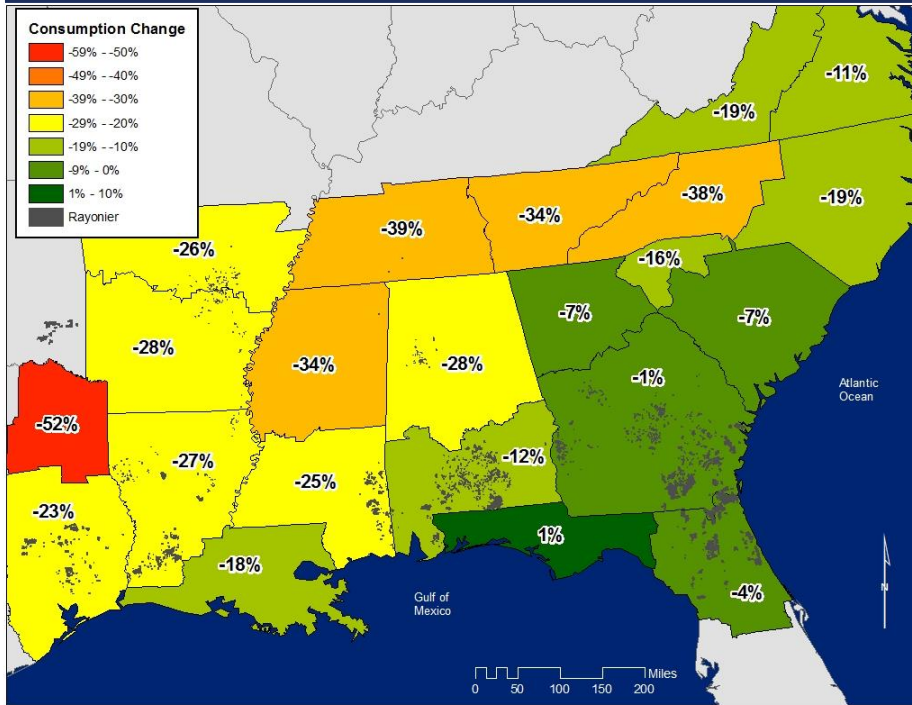 Consumption Change
-59% - -50%
-49% - -40%
-39% - -30%
-29% - -20%
-19% - -10%
-9% - 0%
1% - 10%
Rayonier
-11%
-19%
-38%
-19%
-34%
-39%
-26%
-16%
-7%
-7%
-28%
-34%
-28%
-1%
Atlantic
Ocean
-52%
-27%
-12%
-25%
-23%
1%
-18%
-4%
N
Gulf of
Mexico
Miles
0 50 100 150 200